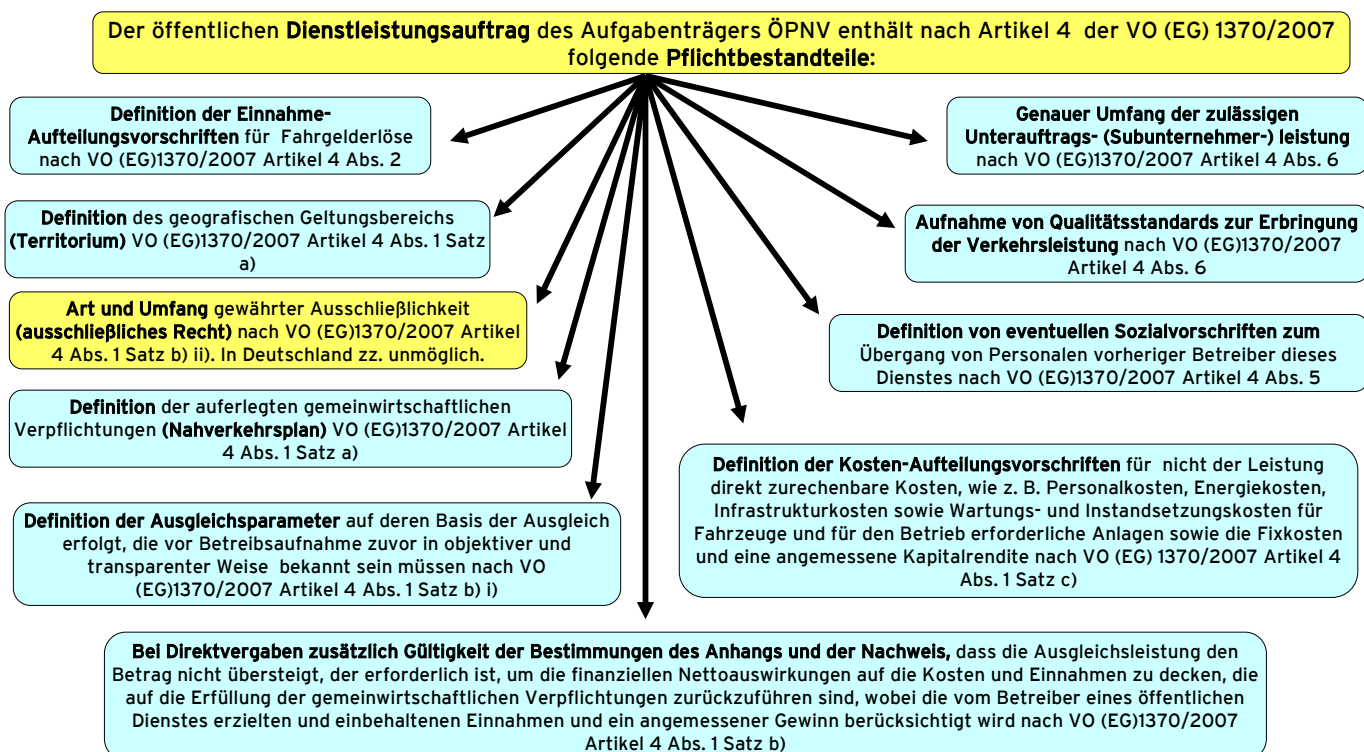 Der öffentlichen Dienstleistungsauftrag des Aufgabenträgers ÖPNV enthält nach Artikel 4 der VO (EG) 1370/2007
folgende Pflichtbestandteile:
Definition der Einnahme-
Aufteilungsvorschriften für Fahrgelderlöse
nach VO (EG)1370/2007 Artikel 4 Abs. 2
Definition des geografischen Geltungsbereichs
(Territorium) VO (EG)1370/2007 Artikel 4 Abs. 1 Satz
a)
Art und Umfang gewährter Ausschließlichkeit
(ausschließliches Recht) nach VO (EG)1370/2007 Artikel
4 Abs. 1 Satz b) ii). In Deutschland zz. unmöglich.
Definition der auferlegten gemeinwirtschaftlichen
Verpflichtungen (Nahverkehrsplan) VO (EG)1370/2007 Artikel
4 Abs. 1 Satz a)
Definition der Ausgleichsparameter auf deren Basis der Ausgleich
erfolgt, die vor Betreibsaufnahme zuvor in objektiver und
transparenter Weise bekannt sein müssen nach VO
(EG)1370/2007 Artikel 4 Abs. 1 Satz b) i)
Genauer Umfang der zulässigen
Unterauftrags- (Subunternehmer-) leistung
nach VO (EG)1370/2007 Artikel 4 Abs. 6
Aufnahme von Qualitätsstandards zur Erbringung
der Verkehrsleistung nach VO (EG)1370/2007
Artikel 4 Abs. 6
Definition von eventuellen Sozialvorschriften zum
Übergang von Personalen vorheriger Betreiber dieses
Dienstes nach VO (EG)1370/2007 Artikel 4 Abs. 5
Definition der Kosten-Aufteilungsvorschriften für nicht der Leistung
direkt zurechenbare Kosten, wie z. B. Personalkosten, Energiekosten,
Infrastrukturkosten sowie Wartungs- und Instandsetzungskosten für
Fahrzeuge und für den Betrieb erforderliche Anlagen sowie die Fixkosten
und eine angemessene Kapitalrendite nach VO (EG) 1370/2007 Artikel 4
Abs. 1 Satz c)
Bei Direktvergaben zusätzlich Gültigkeit der Bestimmungen des Anhangs und der Nachweis, dass die Ausgleichsleistung den
Betrag nicht übersteigt, der erforderlich ist, um die finanziellen Nettoauswirkungen auf die Kosten und Einnahmen zu decken, die
auf die Erfüllung der gemeinwirtschaftlichen Verpflichtungen zurückzuführen sind, wobei die vom Betreiber eines öffentlichen
Dienstes erzielten und einbehaltenen Einnahmen und ein angemessener Gewinn berücksichtigt wird nach VO (EG)1370/2007
Artikel 4 Abs. 1 Satz b)